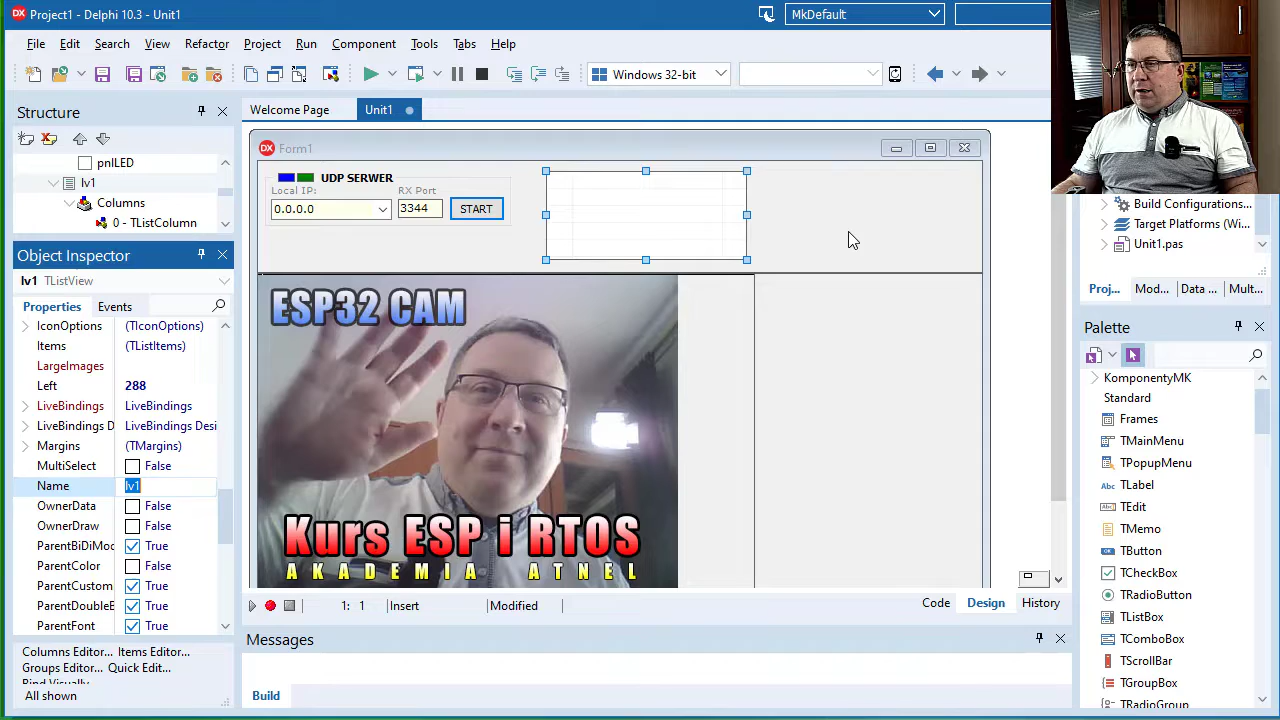 Project1 - Delphi 10.3 - Unit1
MkDefault
File Edit Search View Refactor Project Run Component Tools Tabs Help
Windows 32-bit
Structure
pnlLED
lv1
Columns
0 - TListColumn
Object Inspector
lv1 TListView
Properties Events
IconOptions (TIconOptions)
Items (TListItems)
LargeImages
Left 288
LiveBindings LiveBindings
LiveBindings D LiveBindings Desi
Margins (TMargins)
MultiSelect False
Name lv1
OwnerData False
OwnerDraw False
ParentBiDiMoc True
ParentColor False
ParentCustom True
ParentDoubleE True
ParentFont True
Columns Editor... Items Editor...
Groups Editor... Quick Edit...
Bind Visually
All shown
Welcome Page Unit1
Form1
UDP SERWER
Local IP: RX Port
0.0.0.0 3344 START
ESP32 CAM
Kurs ESP i RTOS
AKADEMIA ATNEL
1: 1 Insert Modified
Code Design History
Messages
Build
Build Configurations...
Target Platforms (Wi...
Unit1.pas
Proj... Mod... Data ... Mult...
Palette
KomponentyMK
Standard
Frames
TMainMenu
TPopupMenu
TLabel
TEdit
TMemo
TButton
TCheckBox
TRadioButton
TListBox
TComboBox
TScrollBar
TGroupBox
TRadioGroup